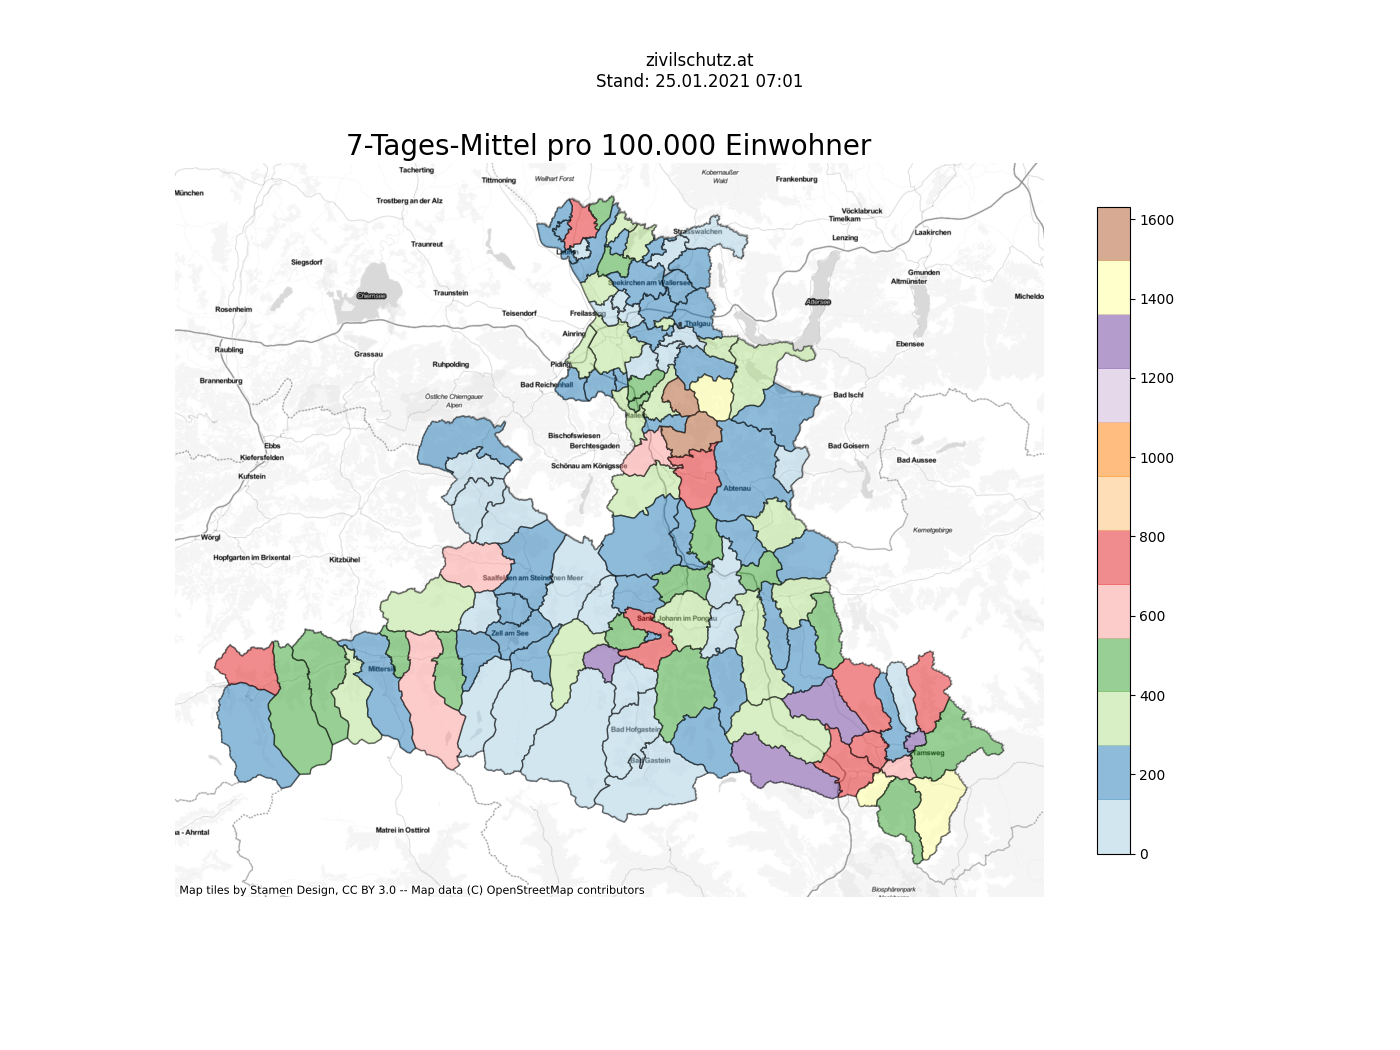 zivilschutz.at
Stand: 25.01.2021 07:01
7-Tages-Mittel pro 100.000 Einwohner
Tacherting
Tittmoning
Weilhart Forst
Kobernaußer
Wald
Frankenburg
München
Trostberg an der Alz
Vöcklabruck
Timelkam
Strasswalchen
Laakirchen
Lenzing
Traunreut
Siegsdorf
Gmunden
Altmünster
Seekirchen am Wallersee
Traunstein
Chiemsee
Micheldo
Attersee
Rosenheim
Teisendorf
Freilassing
Thalgau
Ainring
Ebensee
Raubling
Grassau
Ruhpolding
Piding
Brannenburg
Bad Reichenhall
Östliche Chiemgauer
Alpen
Bad Ischl
Hallein
Bischofswiesen
Ebbs
Berchtesgaden
Bad Goisern
Kiefersfelden
Schönau am Königssee
Bad Aussee
Kufstein
Abtenau
Kemetgebirge
Wörgl
Hopfgarten im Brixental
Kitzbühel
Saalfelden am Steinernen Meer
Sankt Johann im Pongau
Zell am See
Mittersill
Bad Hofgastein
Tamsweg
Bad Gastein
Matrei in Osttirol
a - Ahrntal
Biosphärenpark
Map tiles by Stamen Design, CC BY 3.0 -- Map data (C) OpenStreetMap contributors
1600
1400
1200
1000
800
600
400
200
0